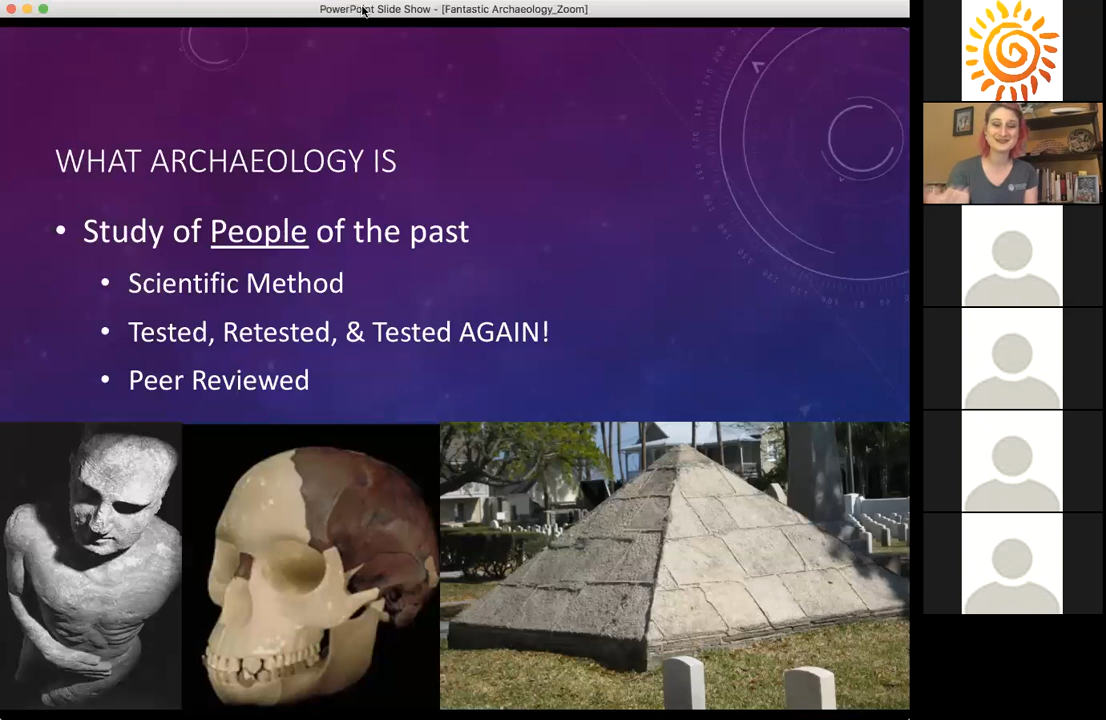 PowerPoint Slide Show - [Fantastic Archaeology_Zoom]
WHAT ARCHAEOLOGY IS
• Study of People of the past
• Scientific Method
• Tested, Retested, & Tested AGAIN!
• Peer Reviewed